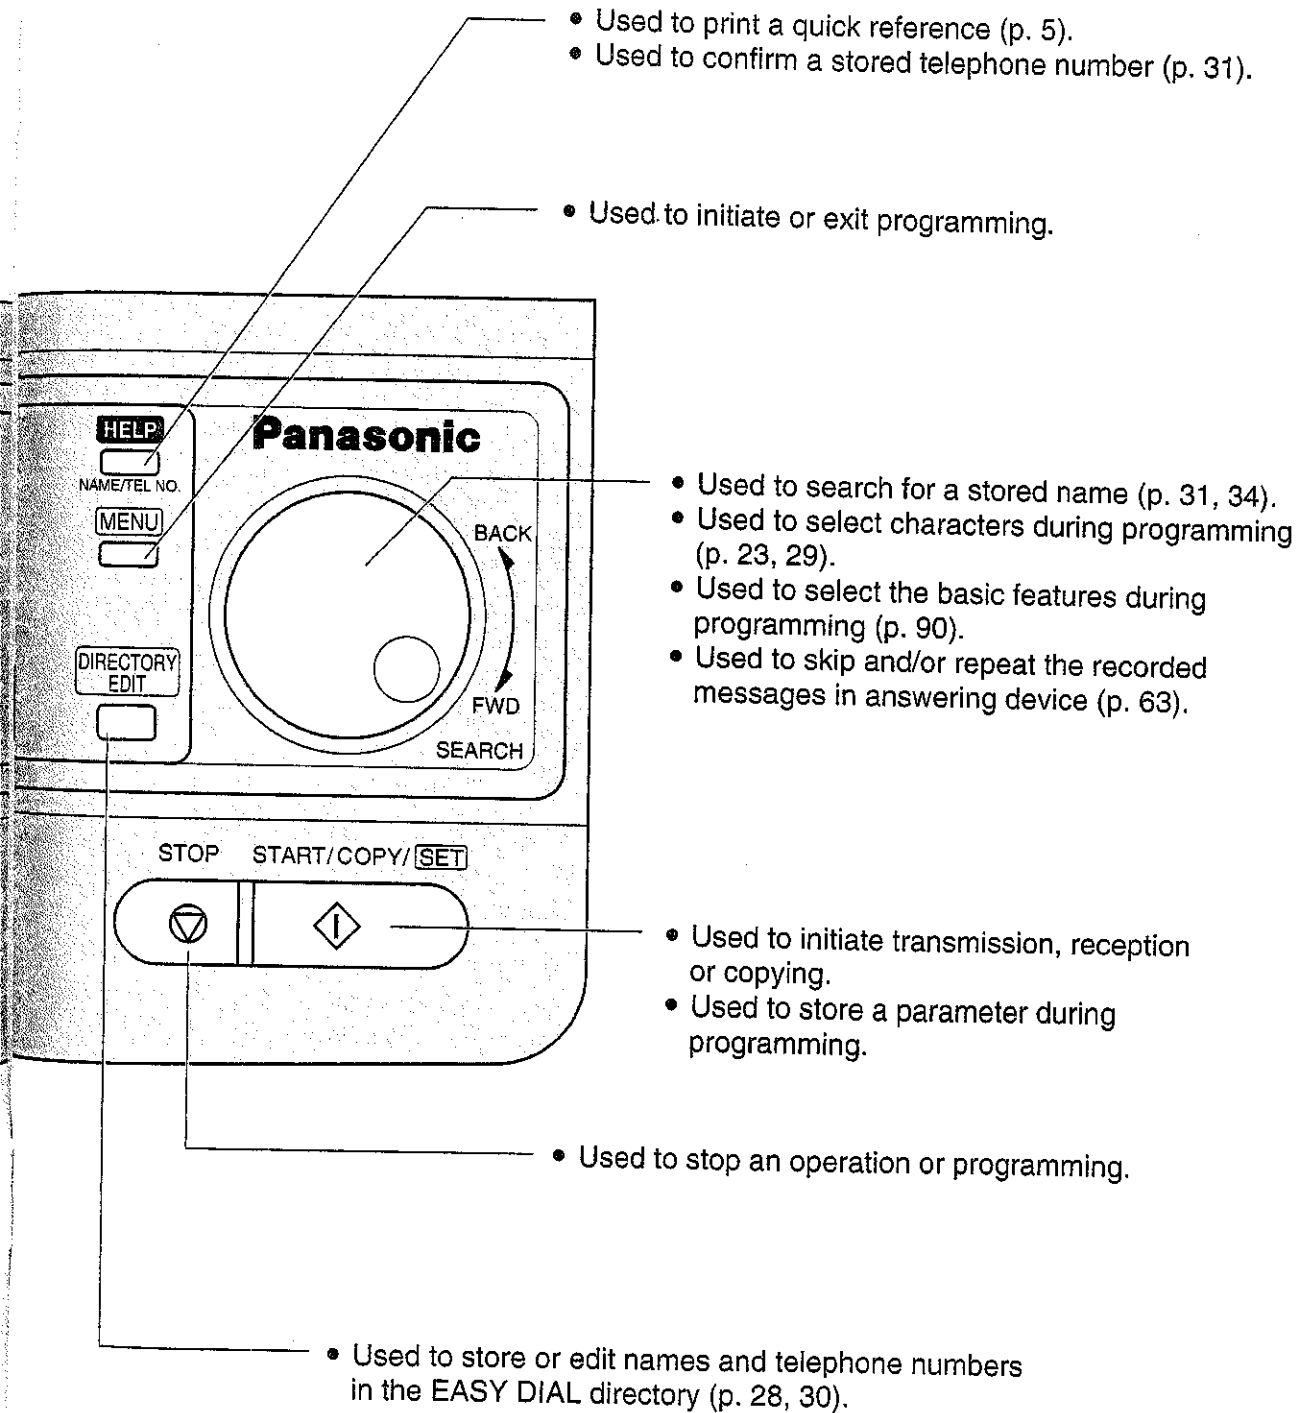 • Used to print a quick reference (p. 5).
• Used to confirm a stored telephone number (p. 31).
• Used to initiate or exit programming.
HELP
NAME/TEL NO.
MENU
DIRECTORY
EDIT
Panasonic
BACK
FWD
SEARCH
• Used to search for a stored name (p. 31, 34).
• Used to select characters during programming
(p. 23, 29).
• Used to select the basic features during
programming (p. 90).
• Used to skip and/or repeat the recorded
messages in answering device (p. 63).
STOP START/COPY/SET
• Used to initiate transmission, reception
or copying.
• Used to store a parameter during
programming.
• Used to stop an operation or programming.
• Used to store or edit names and telephone numbers
in the EASY DIAL directory (p. 28, 30).